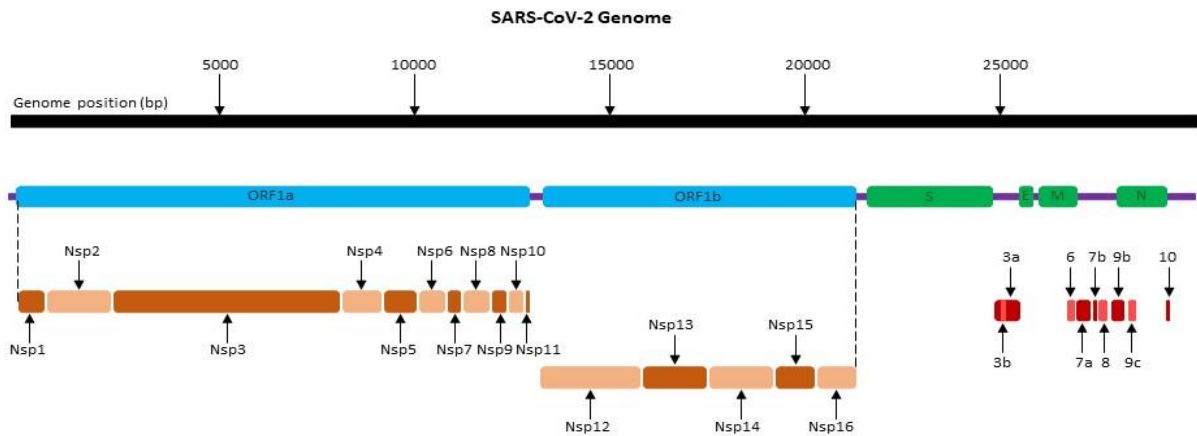 SARS-CoV-2 Genome
5000 10000 15000 20000 25000
Genome position (bp)
ORF1a ORF1b S E M N
Nsp2 Nsp4 Nsp6 Nsp8 Nsp10 3a 6 7b 9b 10
Nsp1 Nsp3 Nsp5 Nsp7 Nsp9 Nsp11 3b 7a 8 9c
Nsp13 Nsp15
Nsp12 Nsp14 Nsp16